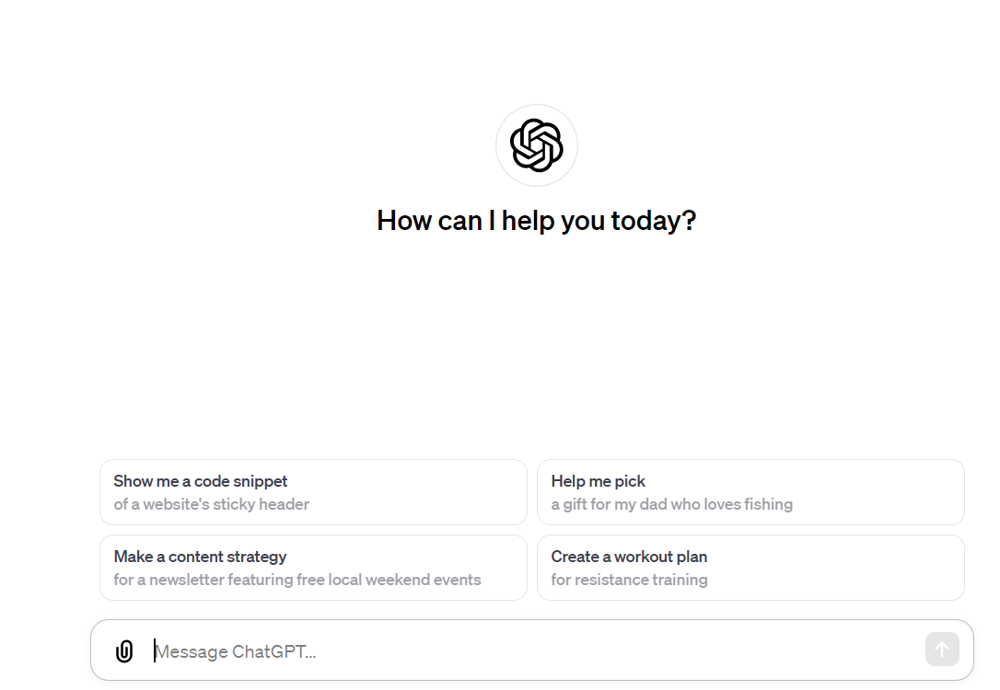 How can I help you today?
Show me a code snippet
of a website's sticky header
Help me pick
a gift for my dad who loves fishing
Make a content strategy
for a newsletter featuring free local weekend events
Create a workout plan
for resistance training
Message ChatGPT...